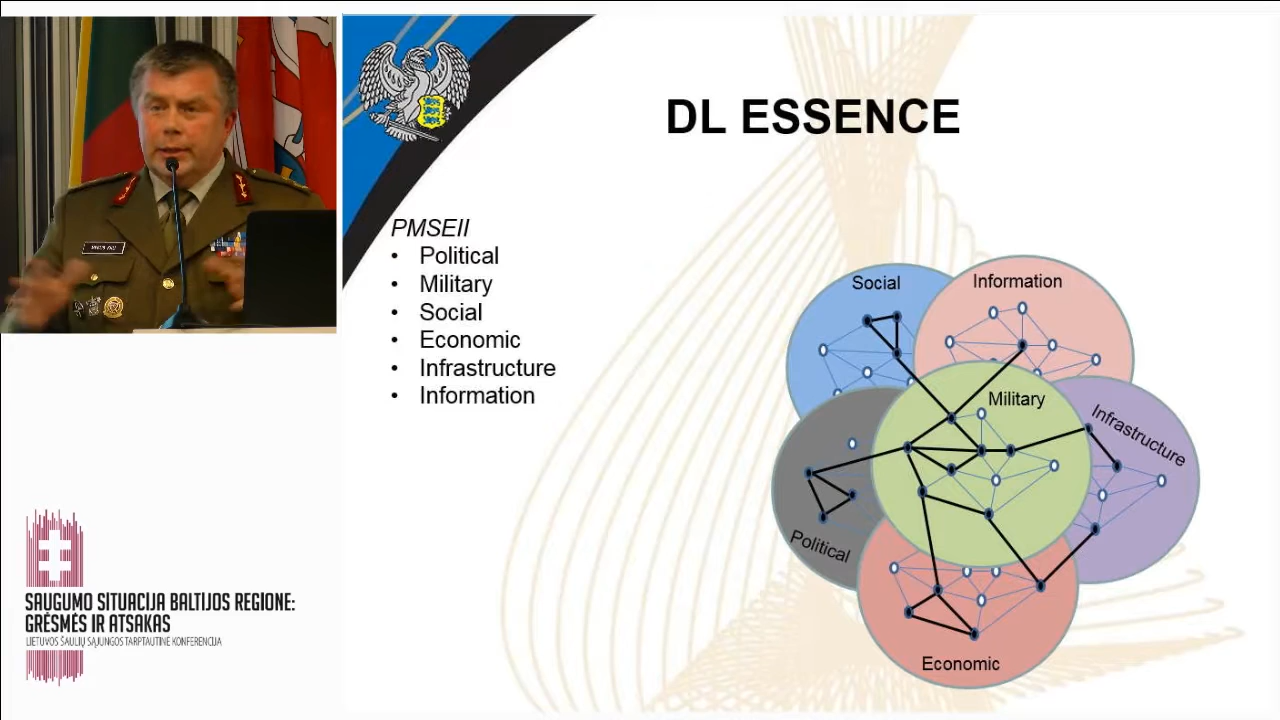 DL ESSENCE
PMSEII
• Political
• Military
• Social
• Economic
• Infrastructure
• Information
Social
Information
Military
Infrastructure
Political
Economic
SAUGUMO SITUACIJA BALTIJOS REGIONE:
GRĖSMĖS IR ATSAKAS
LIETUVOS ŠAULIŲ SĄJUNGOS TARPTAUTINĖ KONFERENCIJA